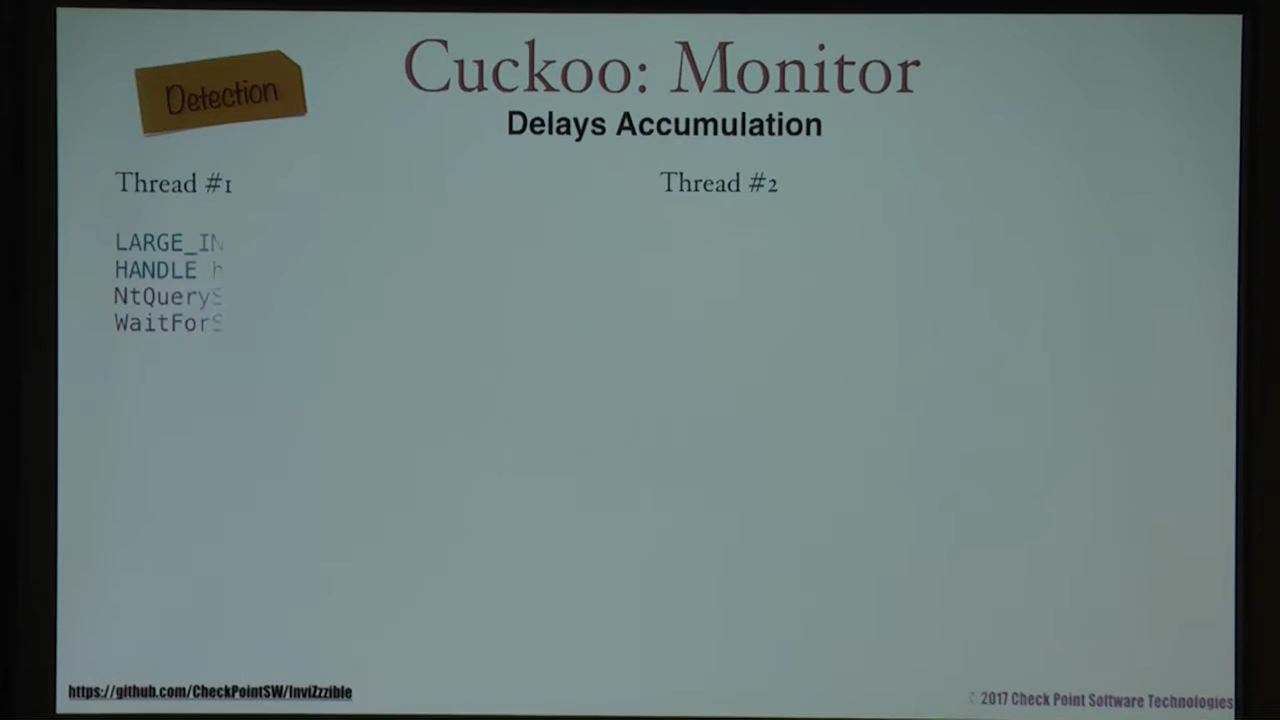 Detection
Cuckoo: Monitor
Delays Accumulation
Thread #1
Thread #2
LARGE_IN
HANDLE h
NtQueryS
WaitForS
https://github.com/CheckPointSW/InviZzzible
© 2017 Check Point Software Technologies